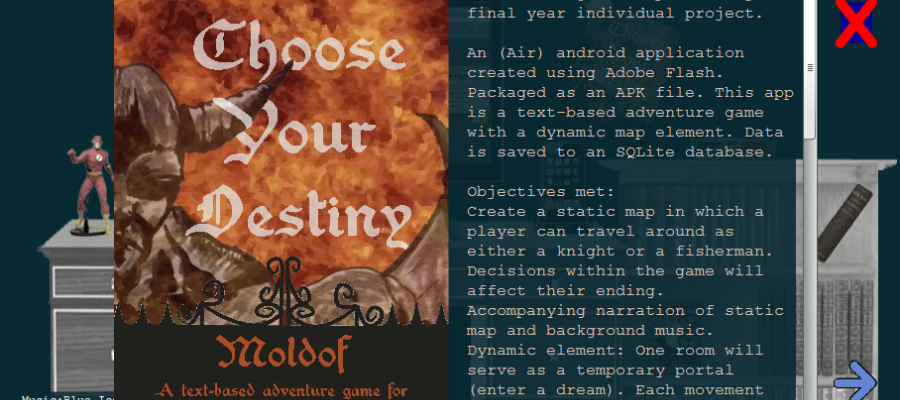 Choose
Your
Destiny
Moldof
A text-based adventure game for
final year individual project.
An (Air) android application
created using Adobe Flash.
Packaged as an APK file. This app
is a text-based adventure game
with a dynamic map element. Data
is saved to an SQLite database.
Objectives met:
Create a static map in which a
player can travel around as
either a knight or a fisherman.
Decisions within the game will
affect their ending.
Accompanying narration of static
map and background music.
Dynamic element: One room will
serve as a temporary portal
(enter a dream). Each movement